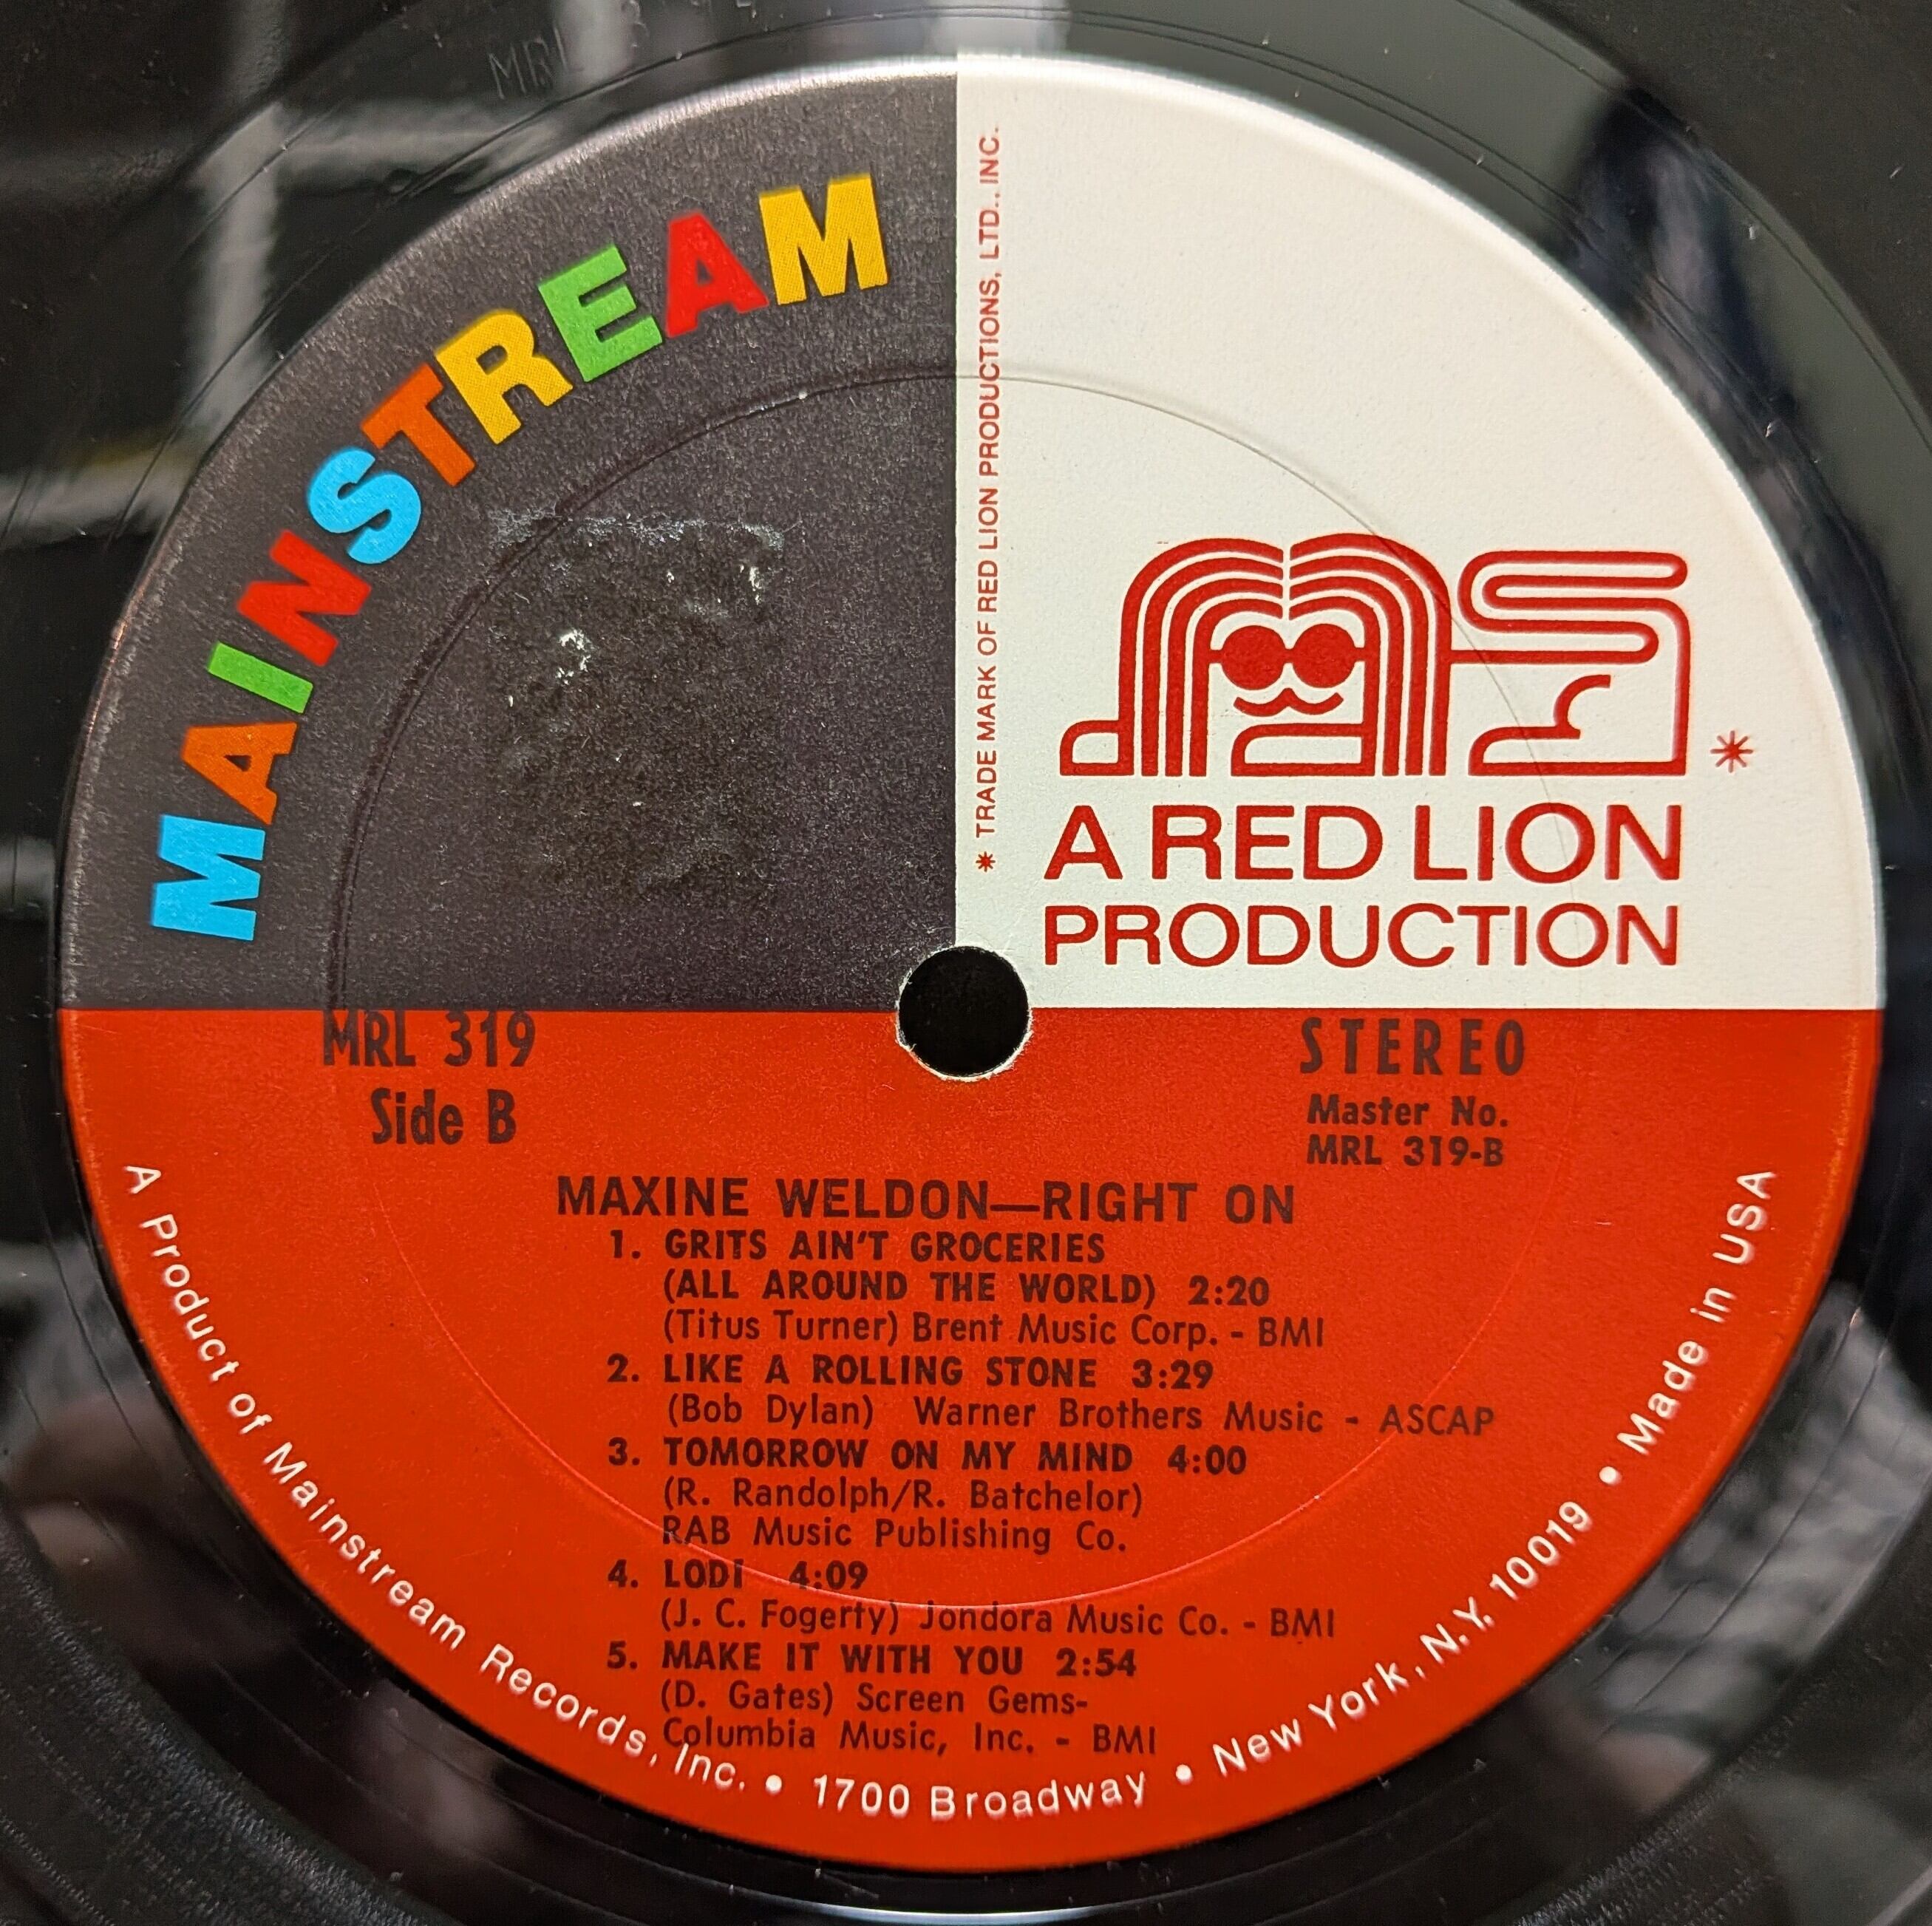 MRL
MAINSTREAM
* TRADE MARK OF RED LION PRODUCTIONS, LTD., INC.
*
A RED LION
PRODUCTION
MRL 319
Side B
STEREO
Master No.
MRL 319-B
MAXINE WELDON—RIGHT ON
1. GRITS AIN'T GROCERIES
(ALL AROUND THE WORLD) 2:20
(Titus Turner) Brent Music Corp. - BMI
2. LIKE A ROLLING STONE 3:29
(Bob Dylan) Warner Brothers Music - ASCAP
3. TOMORROW ON MY MIND 4:00
(R. Randolph/R. Batchelor)
RAB Music Publishing Co.
4. LODI 4:09
(J. C. Fogerty) Jondora Music Co. - BMI
5. MAKE IT WITH YOU 2:54
(D. Gates) Screen Gems-
Columbia Music, Inc. - BMI
A Product of Mainstream Records, Inc. • 1700 Broadway • New York, N.Y. 10019 • Made in USA